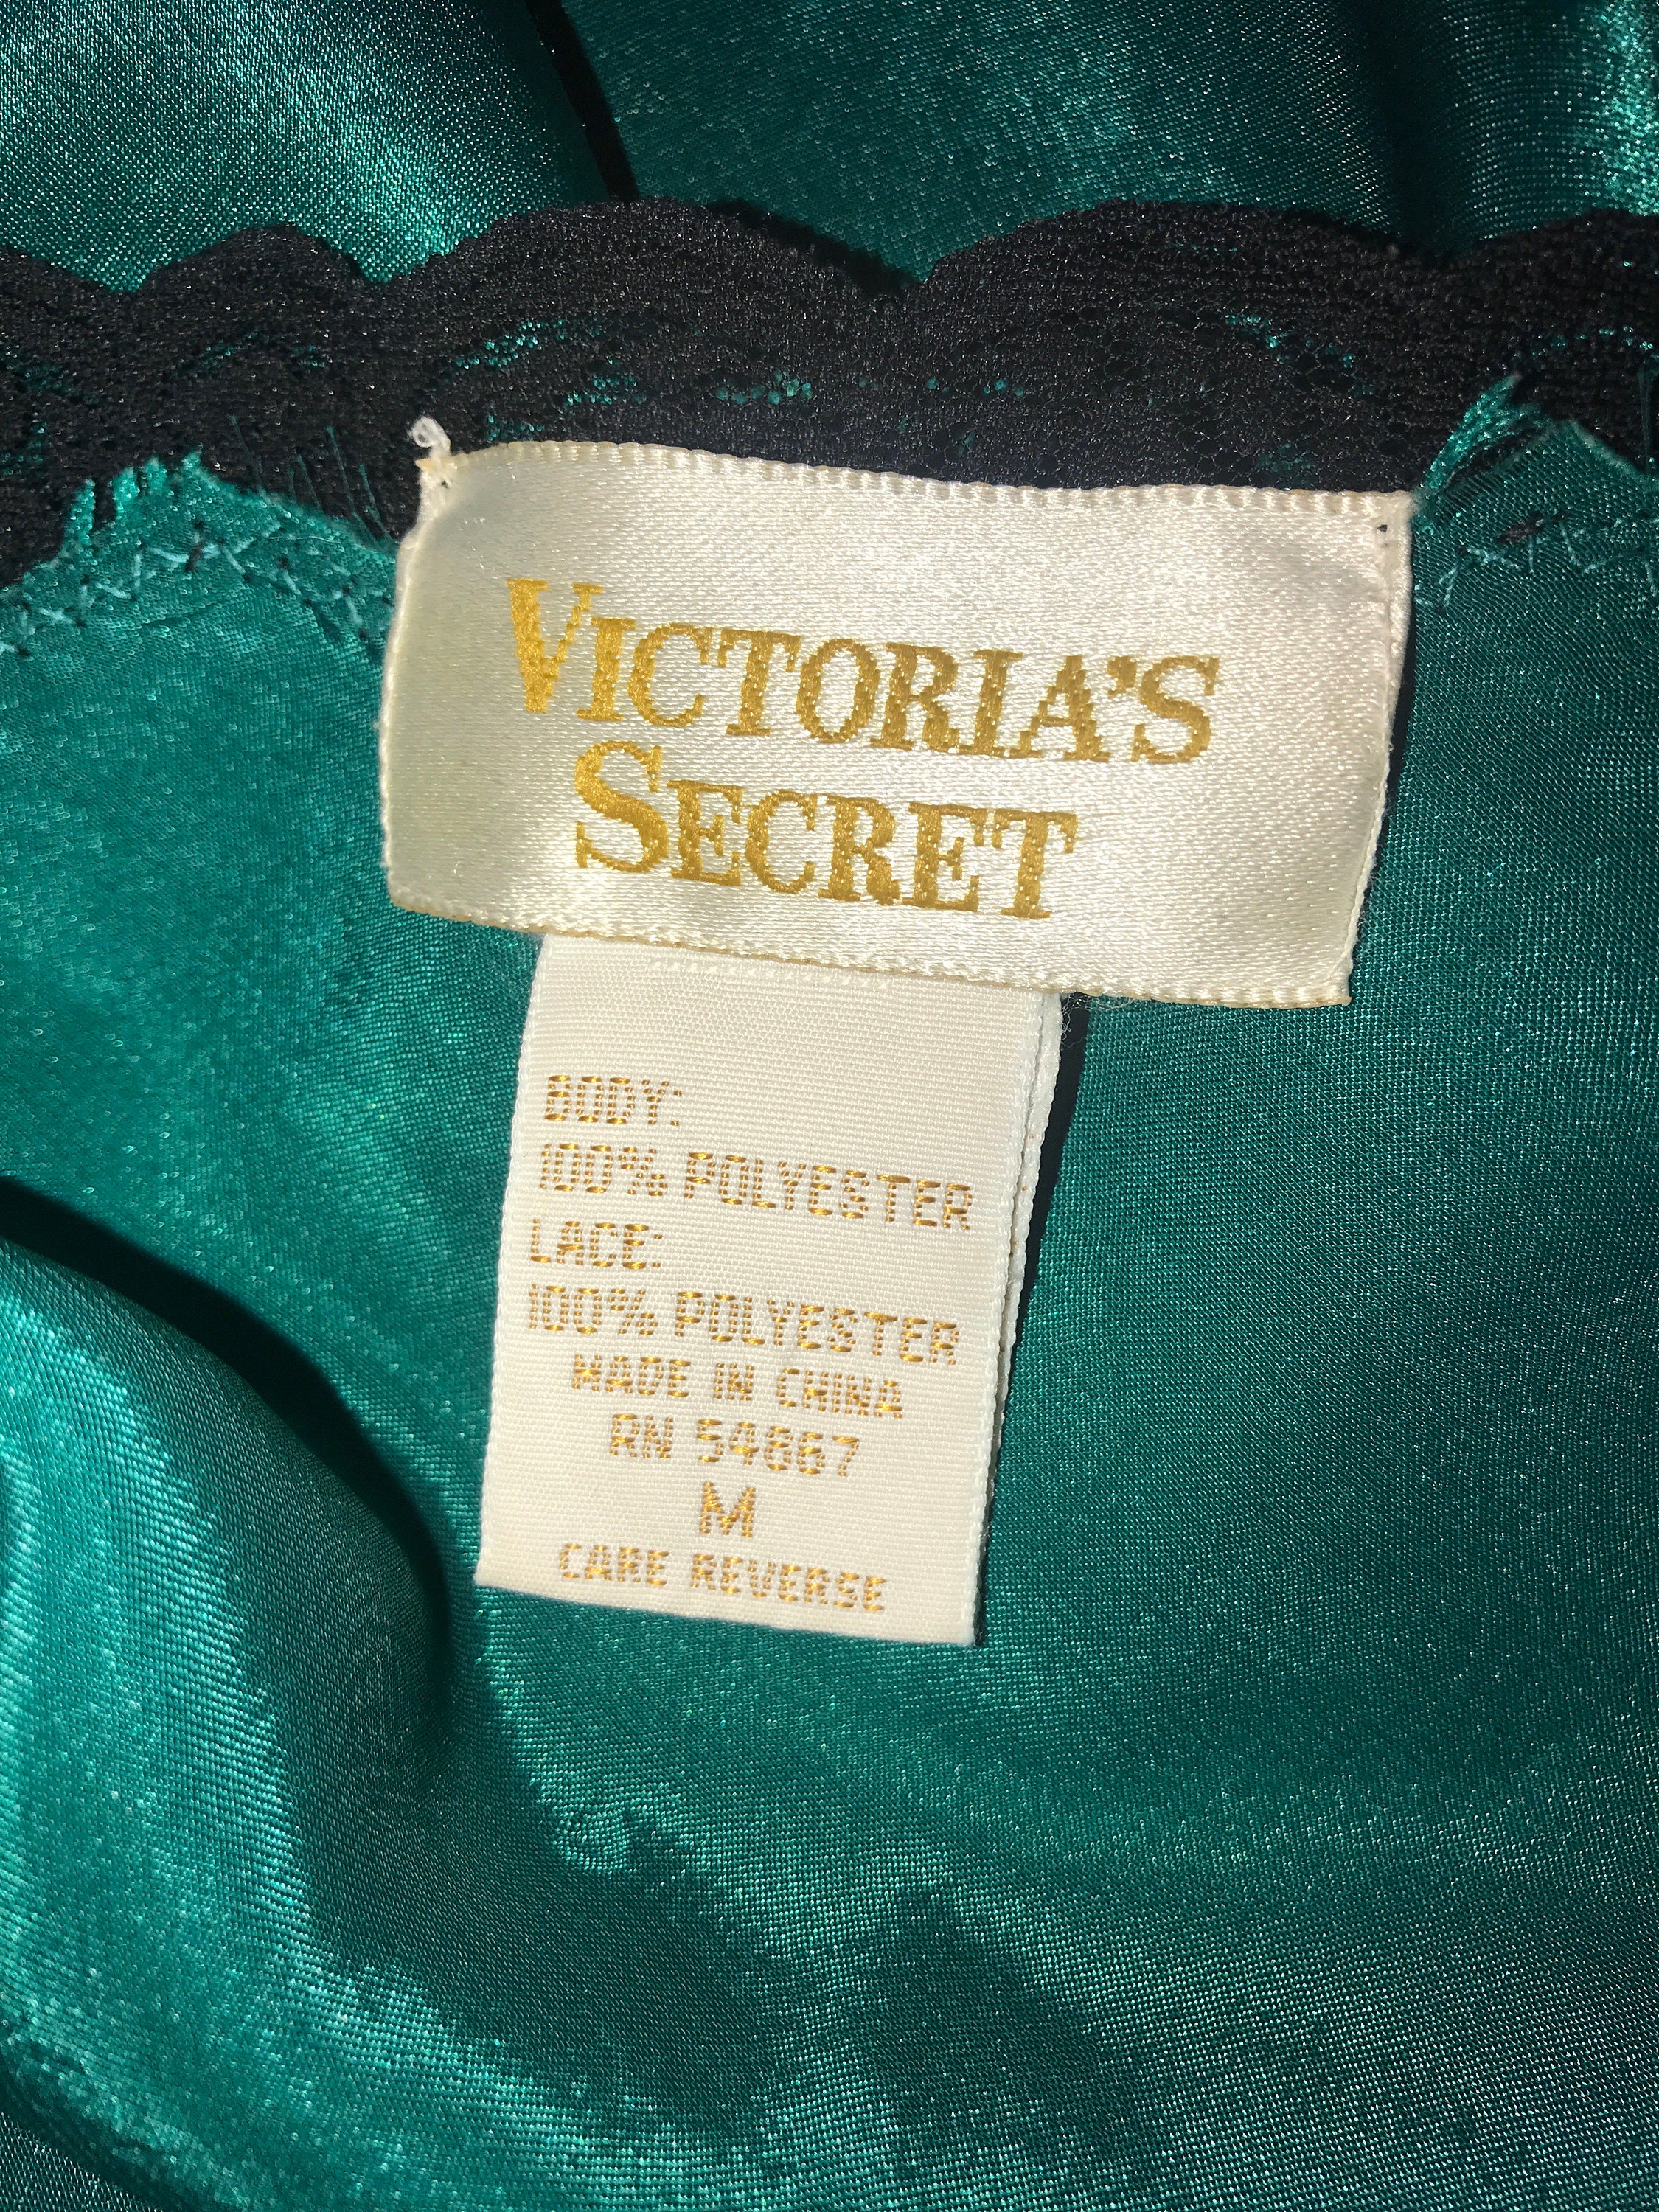 VICTORIA'S
SECRET
BODY:
100% POLYESTER
LACE:
100% POLYESTER
MADE IN CHINA
RN 54867
M
CARE REVERSE